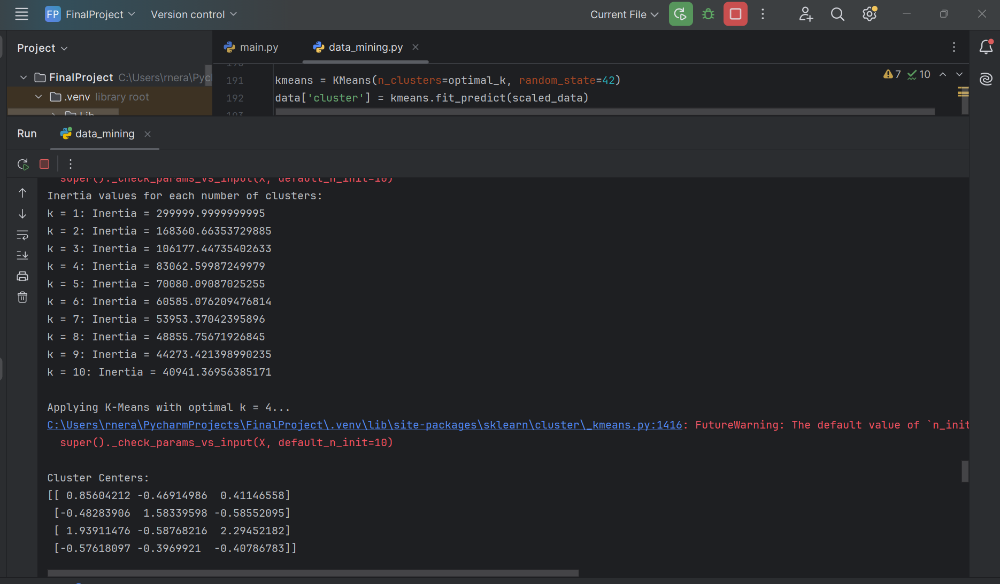 FP FinalProject Version control Current File
Project
main.py data_mining.py
FinalProject C:\Users\rnera\Pyc
.venv library root
Lib
190
191 kmeans = KMeans(n_clusters=optimal_k, random_state=42)
192 data['cluster'] = kmeans.fit_predict(scaled_data)
193
7 10
Run data_mining
super()._check_params_vs_input(X, default_n_init=10)
Inertia values for each number of clusters:
k = 1: Inertia = 299999.9999999995
k = 2: Inertia = 168360.66353729885
k = 3: Inertia = 106177.44735402633
k = 4: Inertia = 83062.59987249979
k = 5: Inertia = 70080.09087025255
k = 6: Inertia = 60585.076209476814
k = 7: Inertia = 53953.37042395896
k = 8: Inertia = 48855.75671926845
k = 9: Inertia = 44273.421398990235
k = 10: Inertia = 40941.36956385171
Applying K-Means with optimal k = 4...
C:\Users\rnera\PycharmProjects\FinalProject\.venv\lib\site-packages\sklearn\cluster\_kmeans.py:1416: FutureWarning: The default value of `n_init
super()._check_params_vs_input(X, default_n_init=10)
Cluster Centers:
[[ 0.85604212 -0.46914986  0.41146558]
[-0.48283906  1.58339598 -0.58552095]
[ 1.93911476 -0.58768216  2.29452182]
[-0.57618097 -0.3969921  -0.40786783]]